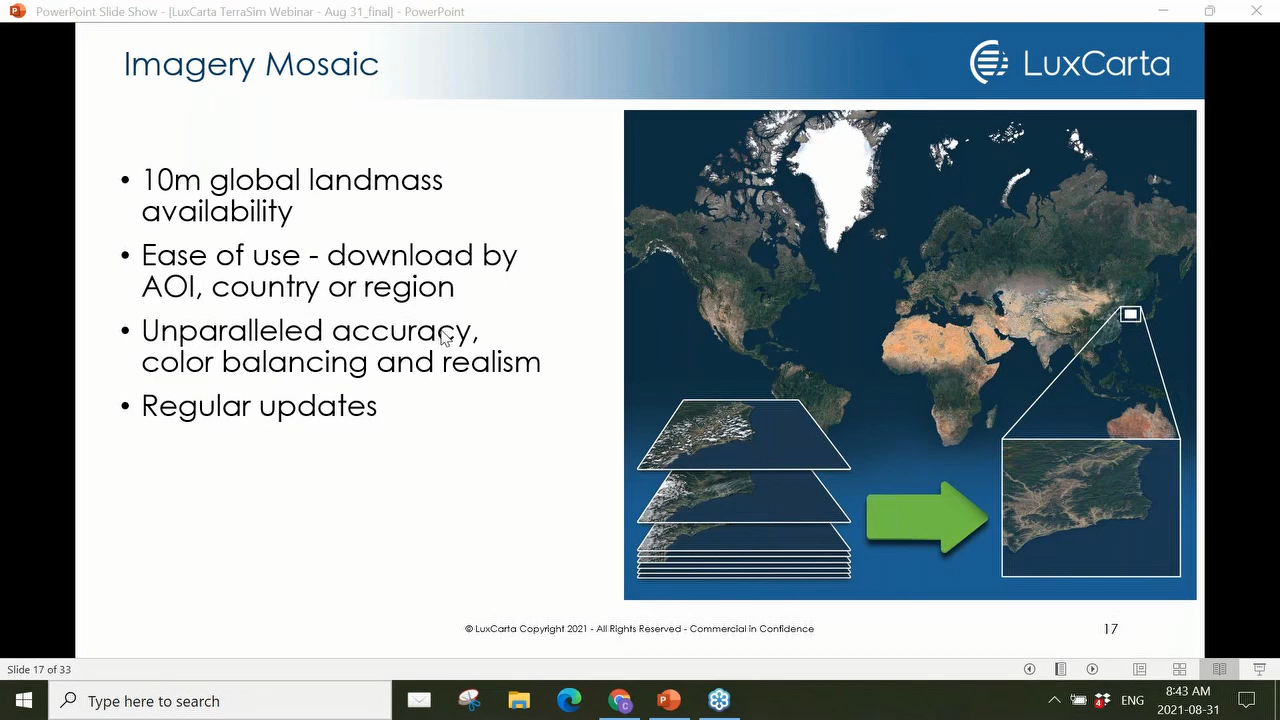 PowerPoint Slide Show - [LuxCarta TerraSim Webinar - Aug 31_final] - PowerPoint
Imagery Mosaic
LuxCarta
• 10m global landmass
availability
• Ease of use - download by
AOI, country or region
• Unparalleled accuracy,
color balancing and realism
• Regular updates
© LuxCarta Copyright 2021 - All Rights Reserved - Commercial in Confidence
17
Slide 17 of 33
Type here to search
ENG
8:43 AM
2021-08-31